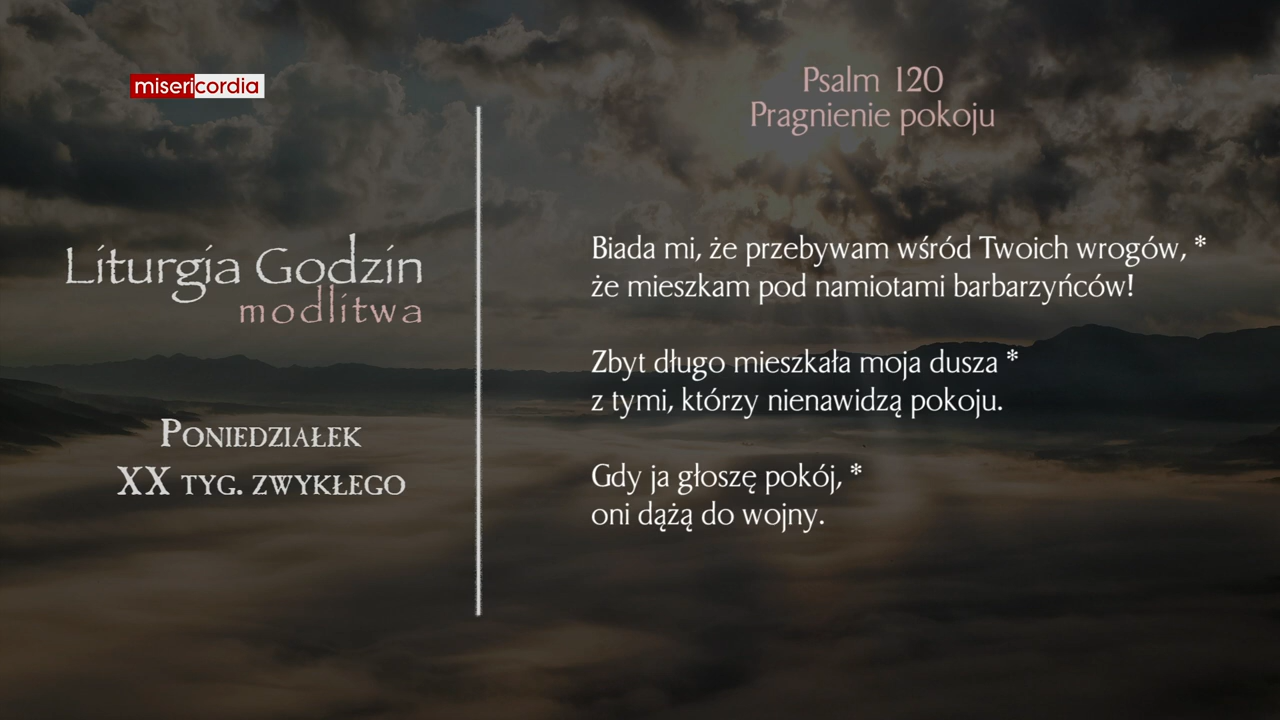 misericordia
Liturgia Godzin
modlitwa
Poniedziałek
XX tyg. zwykłego
Psalm 120
Pragnienie pokoju
Biada mi, że przebywam wśród Twoich wrogów, *
że mieszkam pod namiotami barbarzyńców!
Zbyt długo mieszkała moja dusza *
z tymi, którzy nienawidzą pokoju.
Gdy ja głoszę pokój, *
oni dążą do wojny.